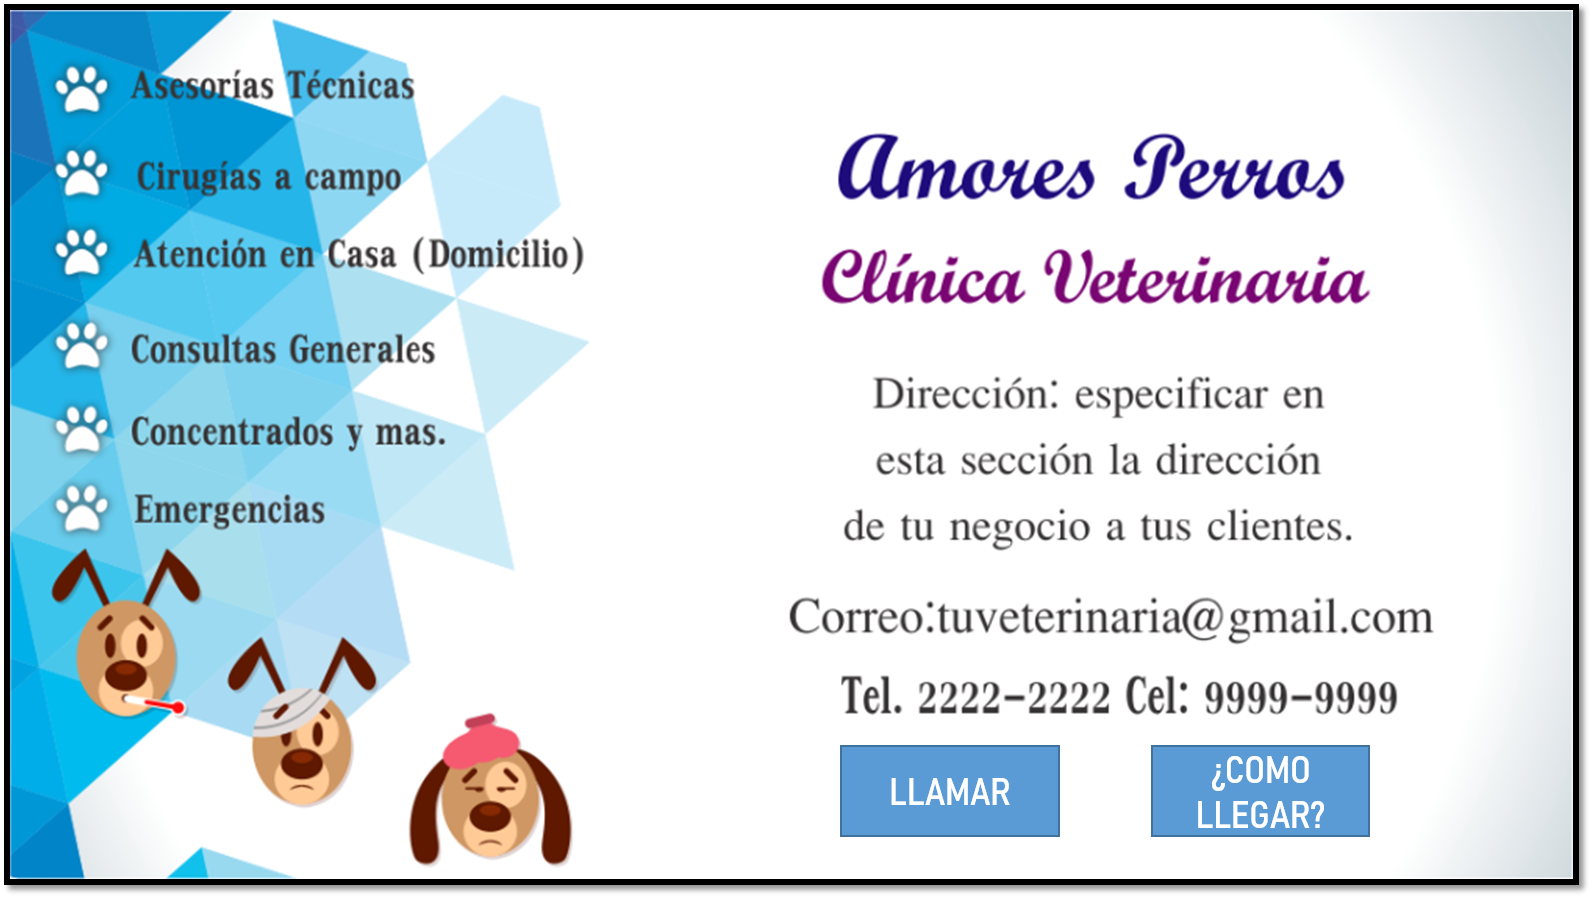 Asesorías Técnicas
Cirugías a campo
Atención en Casa (Domicilio)
Consultas Generales
Concentrados y mas.
Emergencias
Amores Perros
Clínica Veterinaria
Dirección: especificar en
esta sección la dirección
de tu negocio a tus clientes.
Correo:tuveterinaria@gmail.com
Tel. 2222-2222 Cel: 9999-9999
LLAMAR
¿COMO
LLEGAR?